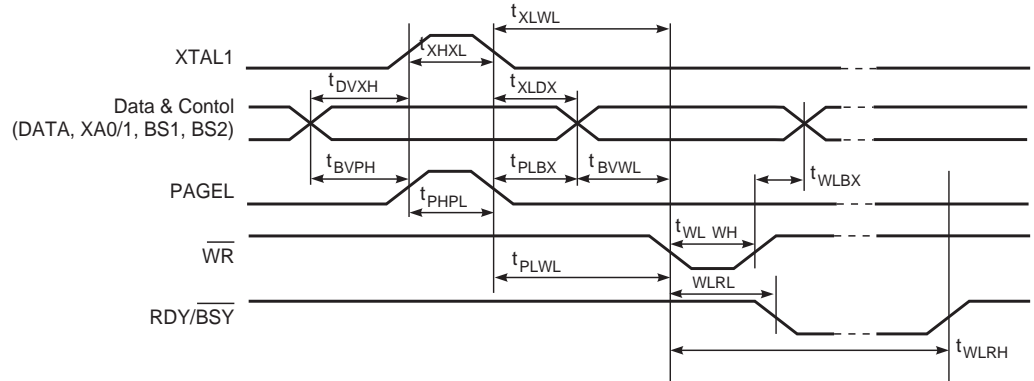 tXLWL
XTAL1
tXHXL
tDVXH
tXLDX
Data & Contol
(DATA, XA0/1, BS1, BS2)
tBVPH
tPLBX
tBVWL
tWLBX
PAGEL
tPHPL
tWL WH
WR
tPLWL
WLRL
RDY/BSY
tWLRH